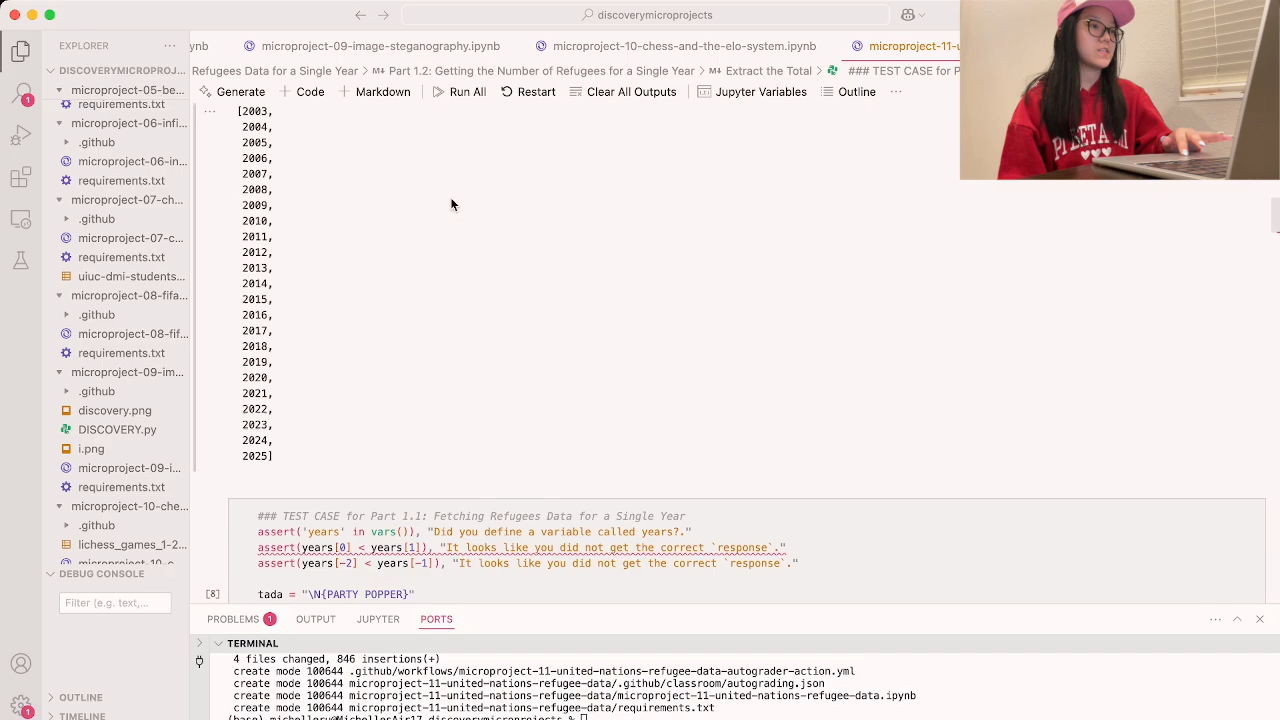 discoverymicroprojects
EXPLORER
nb
microproject-09-image-steganography.ipynb
microproject-10-chess-and-the-elo-system.ipynb
microproject-11-u
DISCOVERYMICROPROJ...
Refugees Data for a Single Year > M↓ Part 1.2: Getting the Number of Refugees for a Single Year > M↓ Extract the Total > ### TEST CASE for P
microproject-05-be...
requirements.txt
microproject-06-infi...
.github
microproject-06-in...
requirements.txt
microproject-07-ch...
.github
microproject-07-c...
requirements.txt
uiuc-dmi-students...
microproject-08-fifa...
.github
microproject-08-fif...
requirements.txt
microproject-09-im...
.github
discovery.png
DISCOVERY.py
i.png
microproject-09-i...
requirements.txt
microproject-10-che...
.github
lichess_games_1-2...
microproject-10-c...
DEBUG CONSOLE
Filter (e.g. text,...
OUTLINE
TIMELINE
1
1
Generate + Code + Markdown Run All Restart Clear All Outputs Jupyter Variables Outline ...
... [2003,
2004,
2005,
2006,
2007,
2008,
2009,
2010,
2011,
2012,
2013,
2014,
2015,
2016,
2017,
2018,
2019,
2020,
2021,
2022,
2023,
2024,
2025]
### TEST CASE for Part 1.1: Fetching Refugees Data for a Single Year
assert('years' in vars()), "Did you define a variable called years?."
assert(years[0] < years[1]), "It looks like you did not get the correct `response`."
assert(years[-2] < years[-1]), "It looks like you did not get the correct `response`."
[8] tada = "\N{PARTY POPPER}"
PROBLEMS 1 OUTPUT JUPYTER PORTS
TERMINAL
4 files changed, 846 insertions(+)
create mode 100644 .github/workflows/microproject-11-united-nations-refugee-data-autograder-action.yml
create mode 100644 microproject-11-united-nations-refugee-data/.github/classroom/autograding.json
create mode 100644 microproject-11-united-nations-refugee-data/microproject-11-united-nations-refugee-data.ipynb
create mode 100644 microproject-11-united-nations-refugee-data/requirements.txt
PI BETA